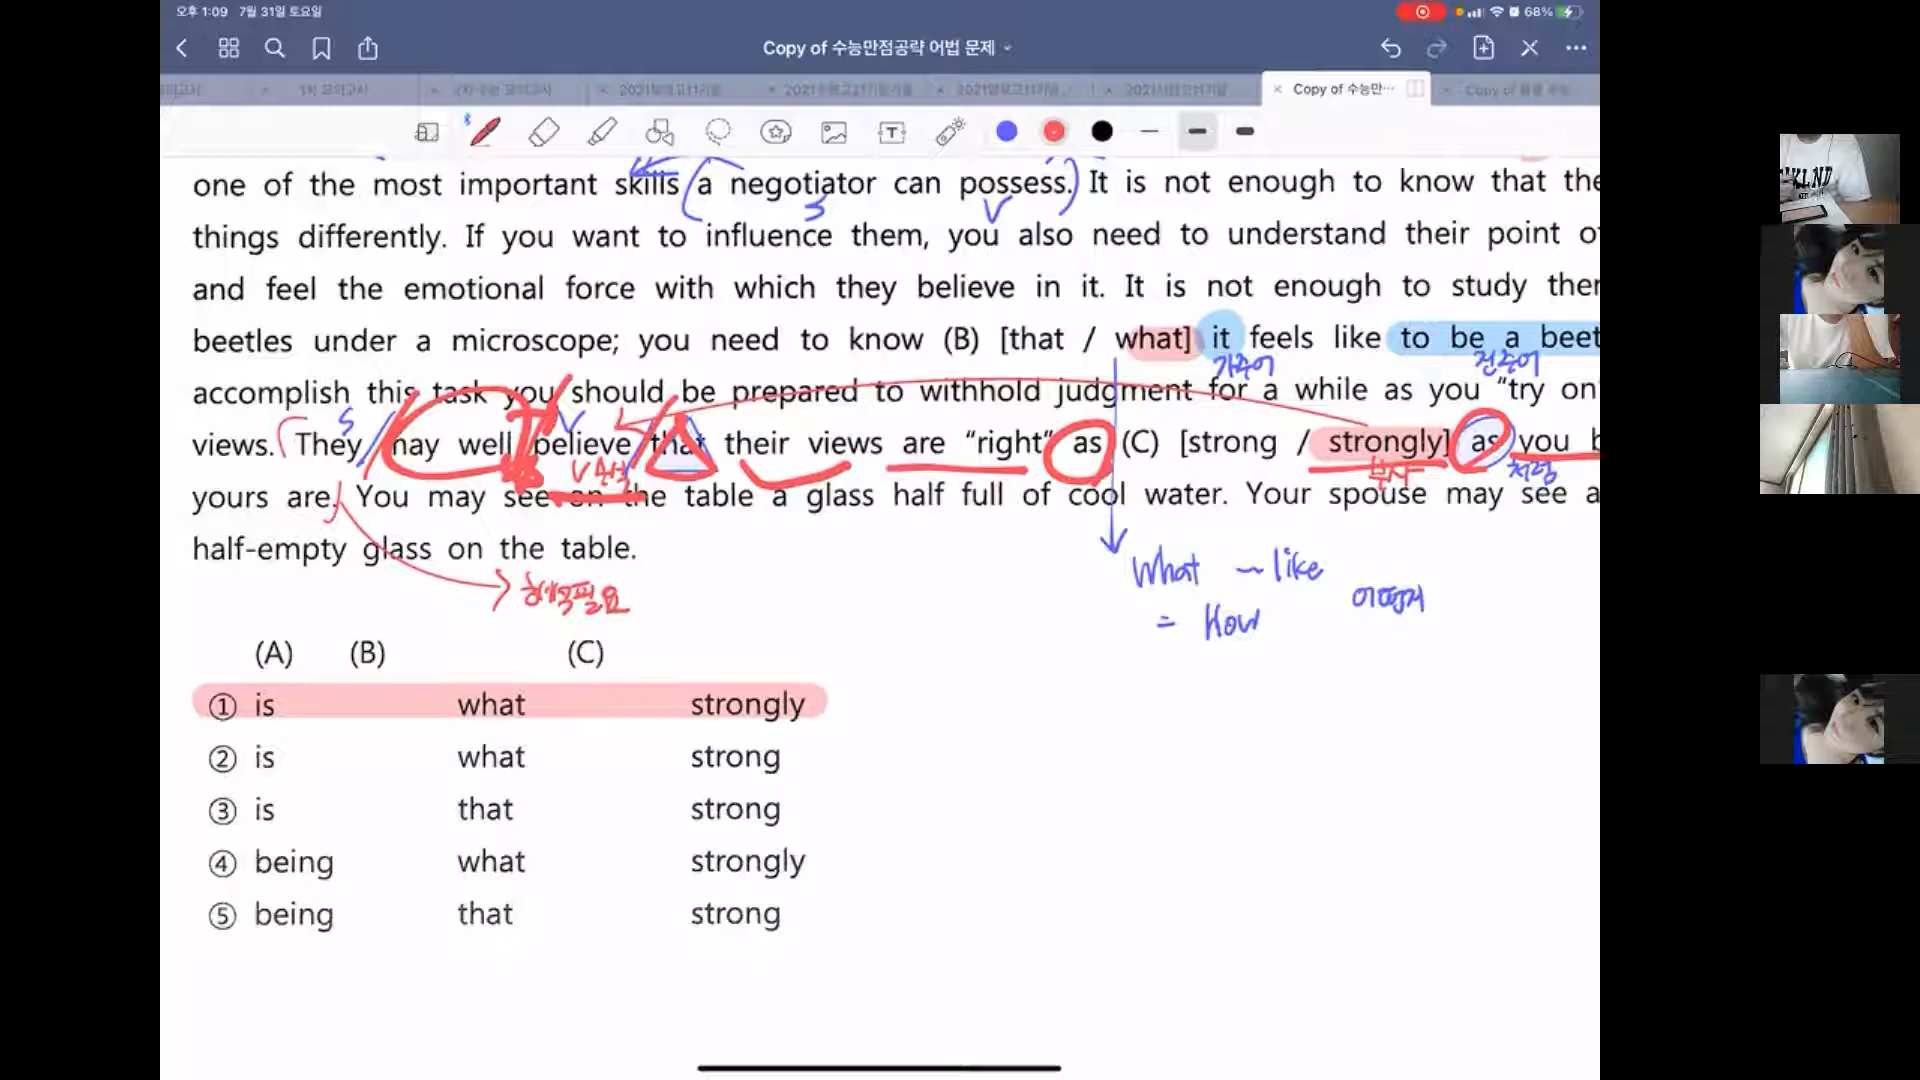 오후 1:09 7월 31일 토요일
68%
Copy of 수능만점공략 어법 문제
Copy of 수능만…
one of the most important skills a negotiator can possess. It is not enough to know that the
things differently. If you want to influence them, you also need to understand their point o
and feel the emotional force with which they believe in it. It is not enough to study ther
beetles under a microscope; you need to know (B) [that / what] it feels like to be a beet
가주어 진주어
accomplish this task you should be prepared to withhold judgment for a while as you “try on
S V
views. They may well believe that their views are “right” as (C) [strong / strongly] as you b
부사 처럼
yours are. You may see on the table a glass half full of cool water. Your spouse may see a
half-empty glass on the table.
What ~ like
어떤지
= How
해석필요
(A) (B) (C)
① is what strongly
② is what strong
③ is that strong
④ being what strongly
⑤ being that strong